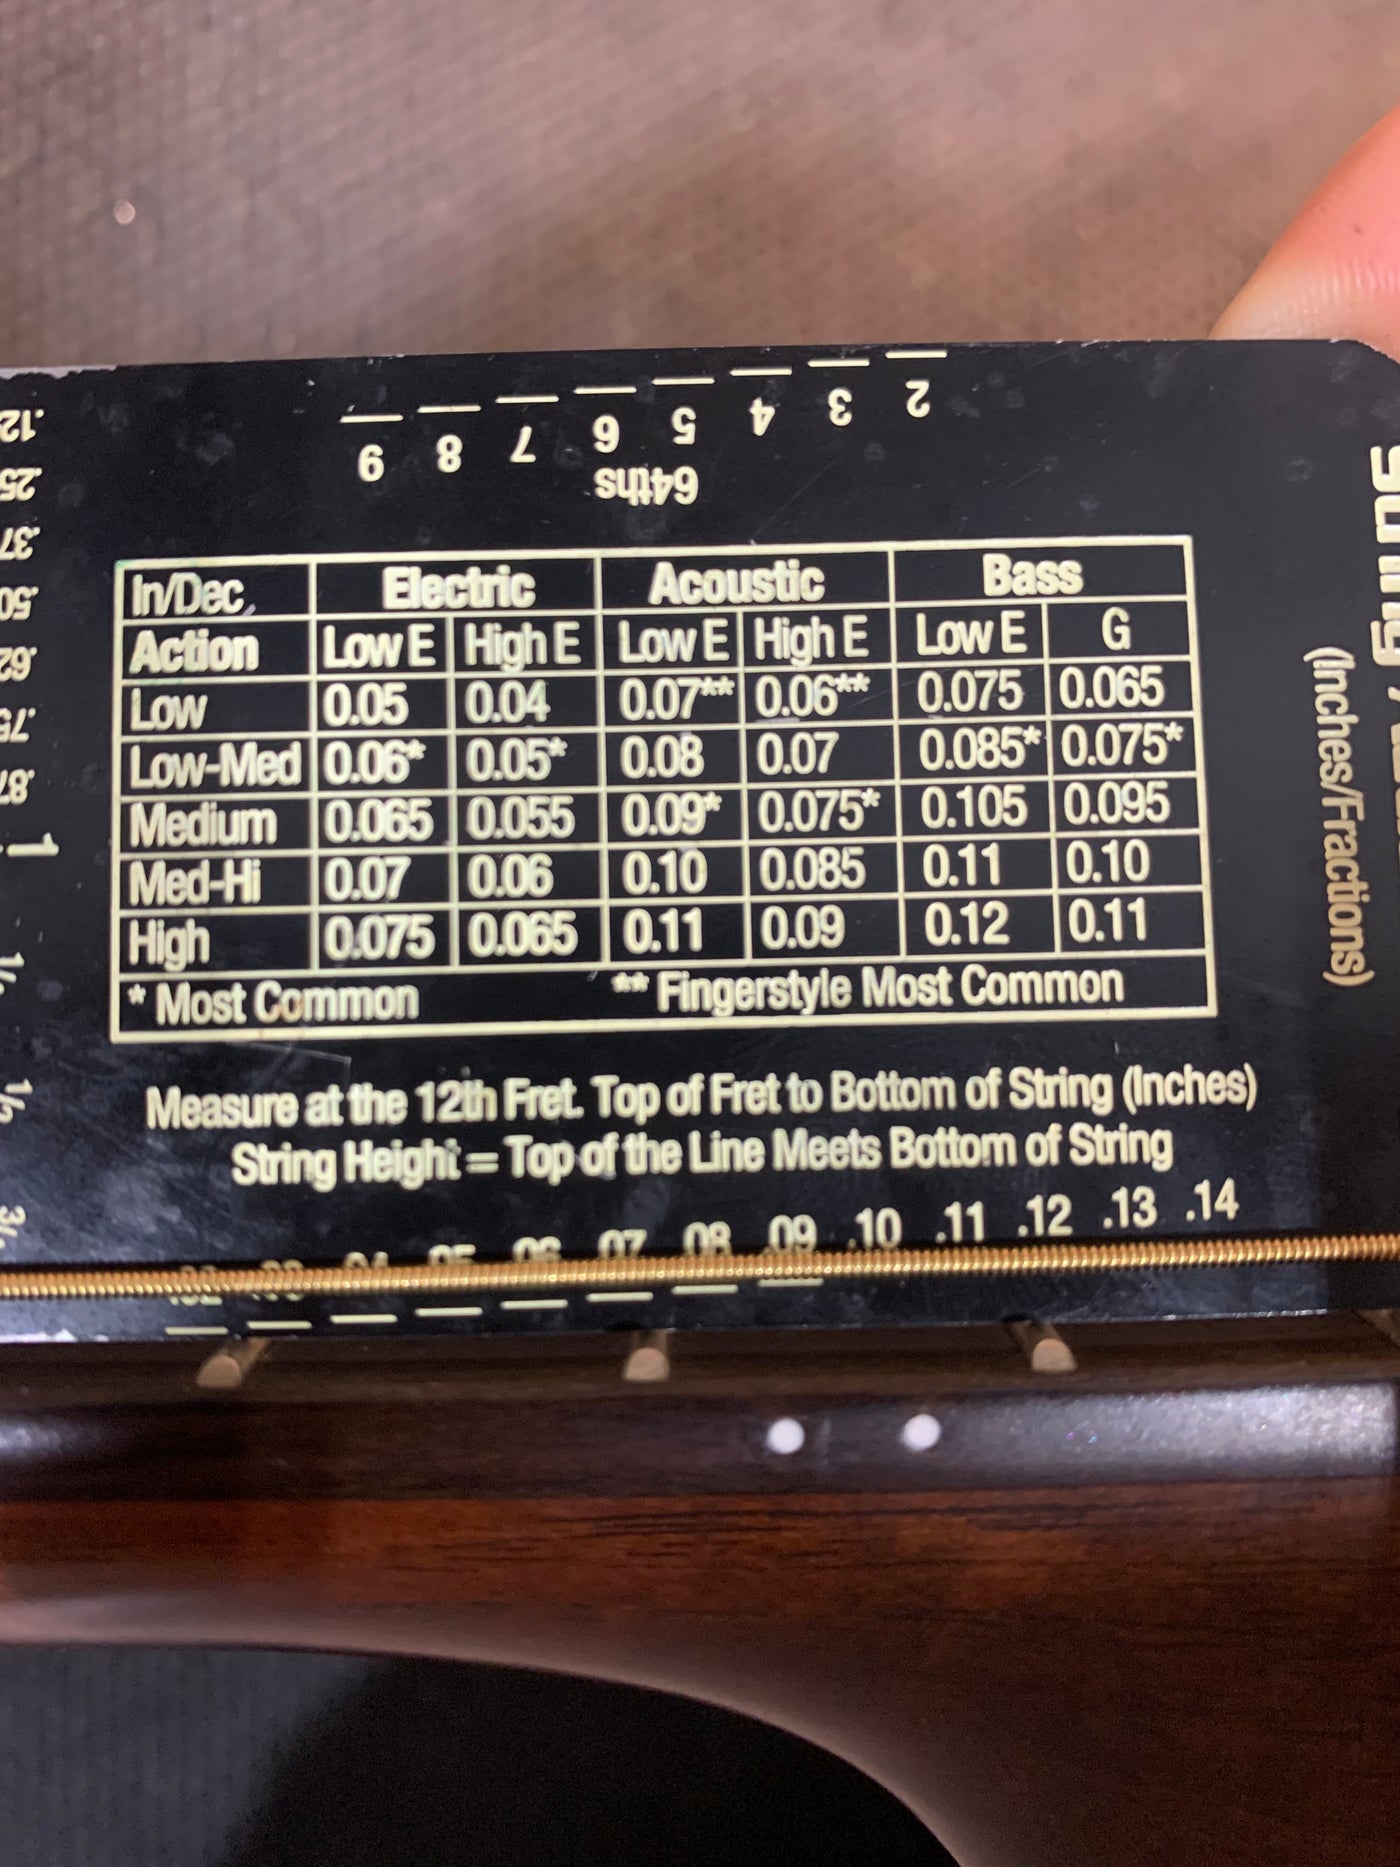 2 3 4 5 6 7 8 9
64ths
In/Dec. Electric Acoustic Bass
Action Low E High E Low E High E Low E G
Low 0.05 0.04 0.07** 0.06** 0.075 0.065
Low-Med 0.06* 0.05* 0.08 0.07 0.085* 0.075*
Medium 0.065 0.055 0.09* 0.075* 0.105 0.095
Med-Hi 0.07 0.06 0.10 0.085 0.11 0.10
High 0.075 0.065 0.11 0.09 0.12 0.11
* Most Common ** Fingerstyle Most Common
Measure at the 12th Fret. Top of Fret to Bottom of String (Inches)
String Height = Top of the Line Meets Bottom of String
.07 .08 .09 .10 .11 .12 .13 .14
(Inches/Fractions)
1